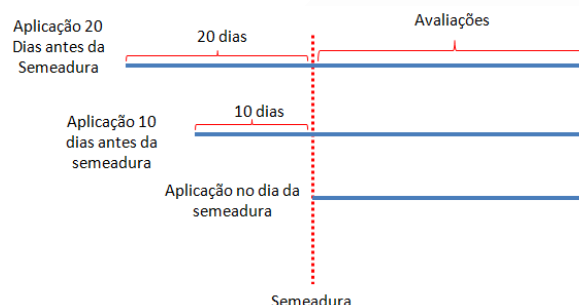 Aplicação 20
Dias antes da
Semeadura
20 dias
Avaliações
Aplicação 10
dias antes da
semeadura
10 dias
Aplicação no dia da
semeadura
Semeadura